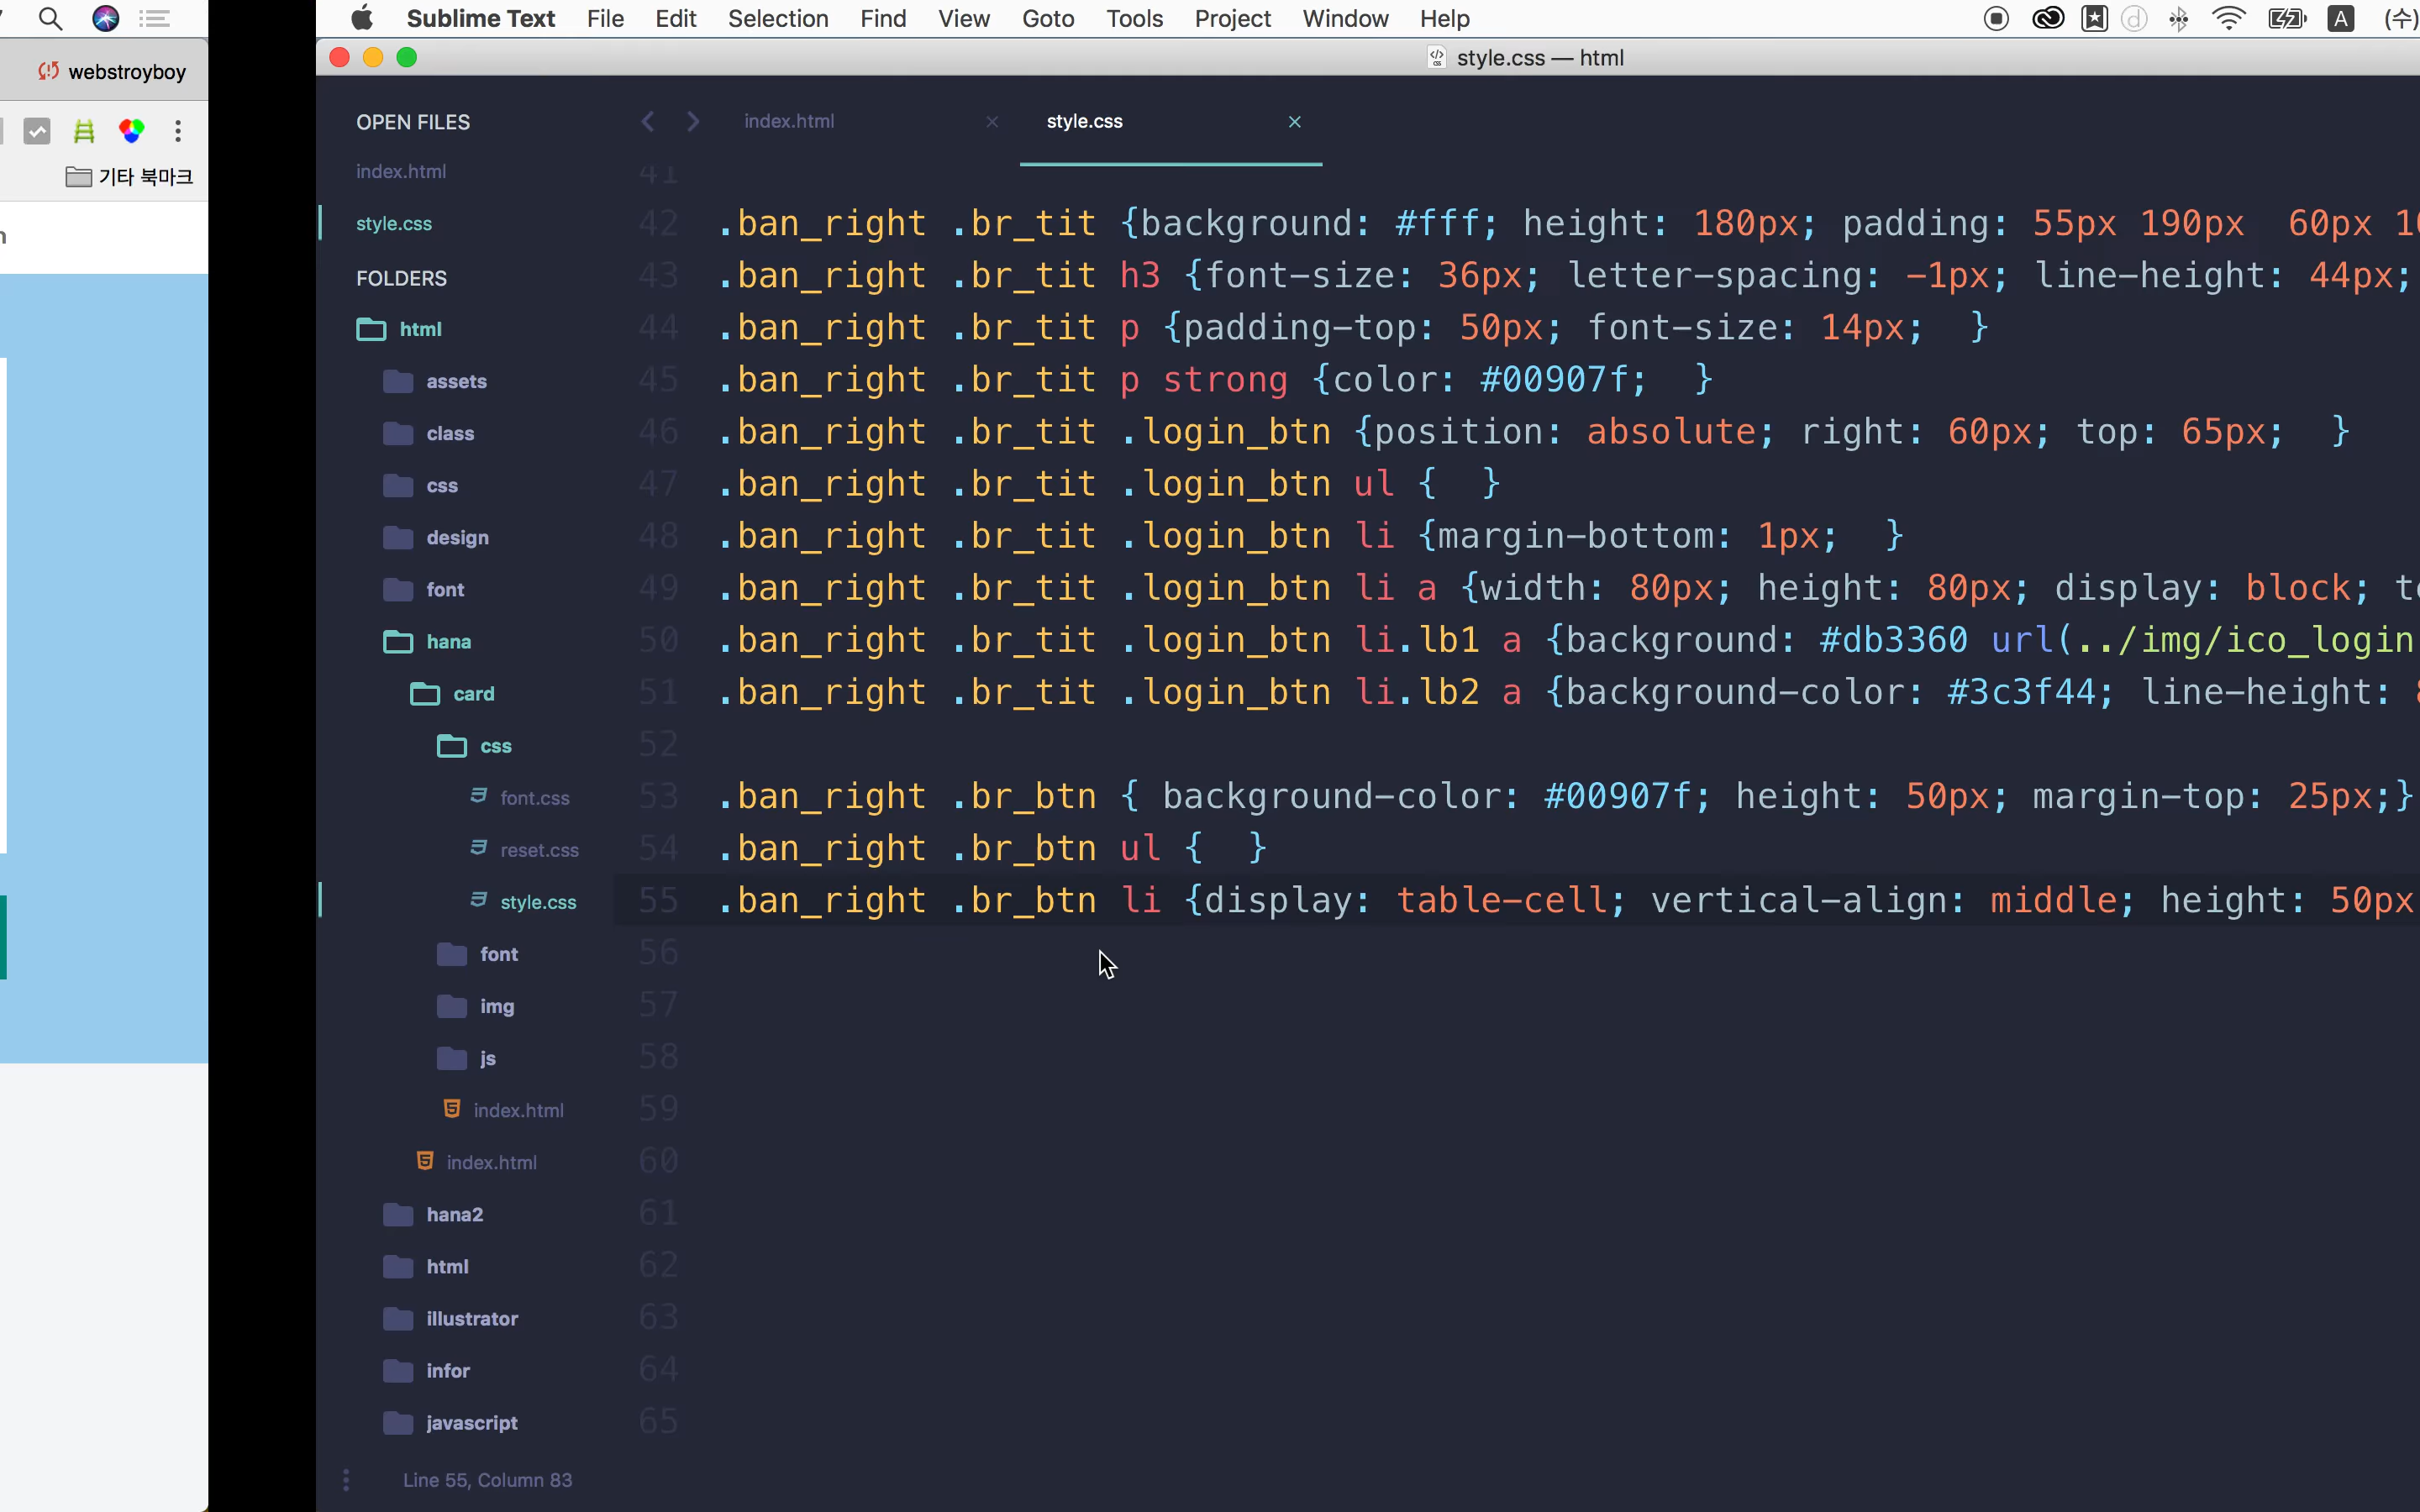 Sublime Text File Edit Selection Find View Goto Tools Project Window Help A (수)
style.css — html
webstroyboy
기타 북마크
n
OPEN FILES
index.html
style.css
FOLDERS
html
assets
class
css
design
font
hana
card
css
font.css
reset.css
style.css
font
img
js
index.html
index.html
hana2
html
illustrator
infor
javascript
index.html × style.css ×
41
42 .ban_right .br_tit {background: #fff; height: 180px; padding: 55px 190px  60px
43 .ban_right .br_tit h3 {font-size: 36px; letter-spacing: -1px; line-height: 44px;
44 .ban_right .br_tit p {padding-top: 50px; font-size: 14px;  }
45 .ban_right .br_tit p strong {color: #00907f;  }
46 .ban_right .br_tit .login_btn {position: absolute; right: 60px; top: 65px;  }
47 .ban_right .br_tit .login_btn ul {  }
48 .ban_right .br_tit .login_btn li {margin-bottom: 1px;  }
49 .ban_right .br_tit .login_btn li a {width: 80px; height: 80px; display: block;
50 .ban_right .br_tit .login_btn li.lb1 a {background: #db3360 url(../img/ico_login
51 .ban_right .br_tit .login_btn li.lb2 a {background-color: #3c3f44; line-height:
52
53 .ban_right .br_btn { background-color: #00907f; height: 50px; margin-top: 25px;}
54 .ban_right .br_btn ul {  }
55 .ban_right .br_btn li {display: table-cell; vertical-align: middle; height: 50px
56
57
58
59
60
61
62
63
64
65
Line 55, Column 83